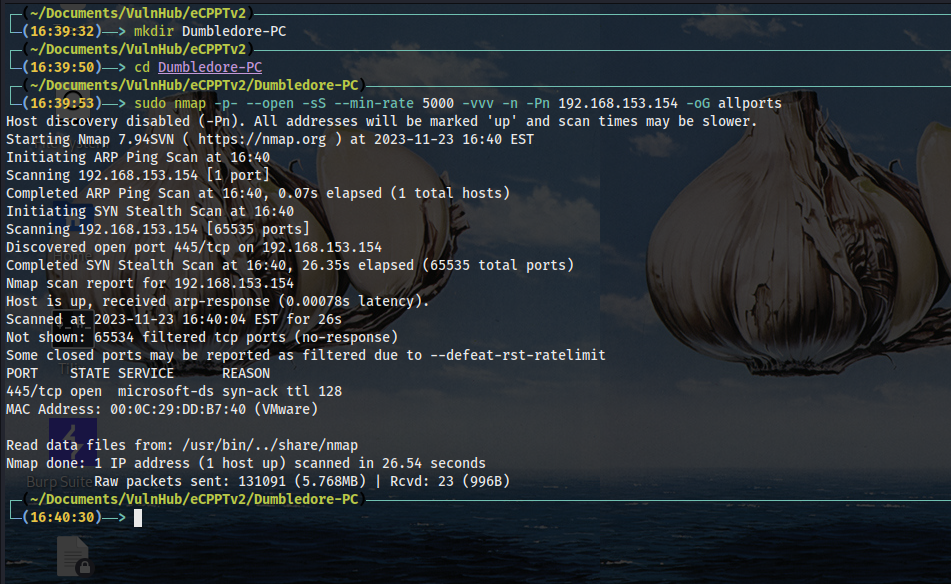 (~/Documents/VulnHub/eCPPTv2)
(16:39:32)—> mkdir Dumbledore-PC
(~/Documents/VulnHub/eCPPTv2)
(16:39:50)—> cd Dumbledore-PC
(~/Documents/VulnHub/eCPPTv2/Dumbledore-PC)
(16:39:53)—> sudo nmap -p- --open -sS --min-rate 5000 -vvv -n -Pn 192.168.153.154 -oG allports
Host discovery disabled (-Pn). All addresses will be marked 'up' and scan times may be slower.
Starting Nmap 7.94SVN ( https://nmap.org ) at 2023-11-23 16:40 EST
Initiating ARP Ping Scan at 16:40
Scanning 192.168.153.154 [1 port]
Completed ARP Ping Scan at 16:40, 0.07s elapsed (1 total hosts)
Initiating SYN Stealth Scan at 16:40
Scanning 192.168.153.154 [65535 ports]
Discovered open port 445/tcp on 192.168.153.154
Completed SYN Stealth Scan at 16:40, 26.35s elapsed (65535 total ports)
Nmap scan report for 192.168.153.154
Host is up, received arp-response (0.00078s latency).
Scanned at 2023-11-23 16:40:04 EST for 26s
Not shown: 65534 filtered tcp ports (no-response)
Some closed ports may be reported as filtered due to --defeat-rst-ratelimit
PORT    STATE SERVICE      REASON
445/tcp open  microsoft-ds syn-ack ttl 128
MAC Address: 00:0C:29:DD:B7:40 (VMware)
Read data files from: /usr/bin/../share/nmap
Nmap done: 1 IP address (1 host up) scanned in 26.54 seconds
Burp Suite
Raw packets sent: 131091 (5.768MB) | Rcvd: 23 (996B)
(~/Documents/VulnHub/eCPPTv2/Dumbledore-PC)
(16:40:30)—>